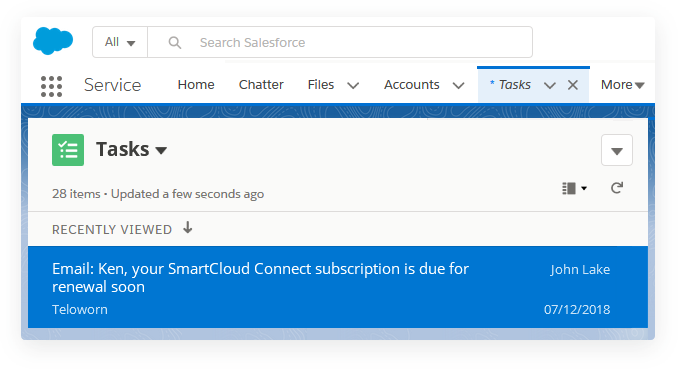 All Search Salesforce
Service Home Chatter Files Accounts * Tasks More
Tasks
28 items • Updated a few seconds ago
RECENTLY VIEWED
Email: Ken, your SmartCloud Connect subscription is due for John Lake
renewal soon
Teloworn 07/12/2018